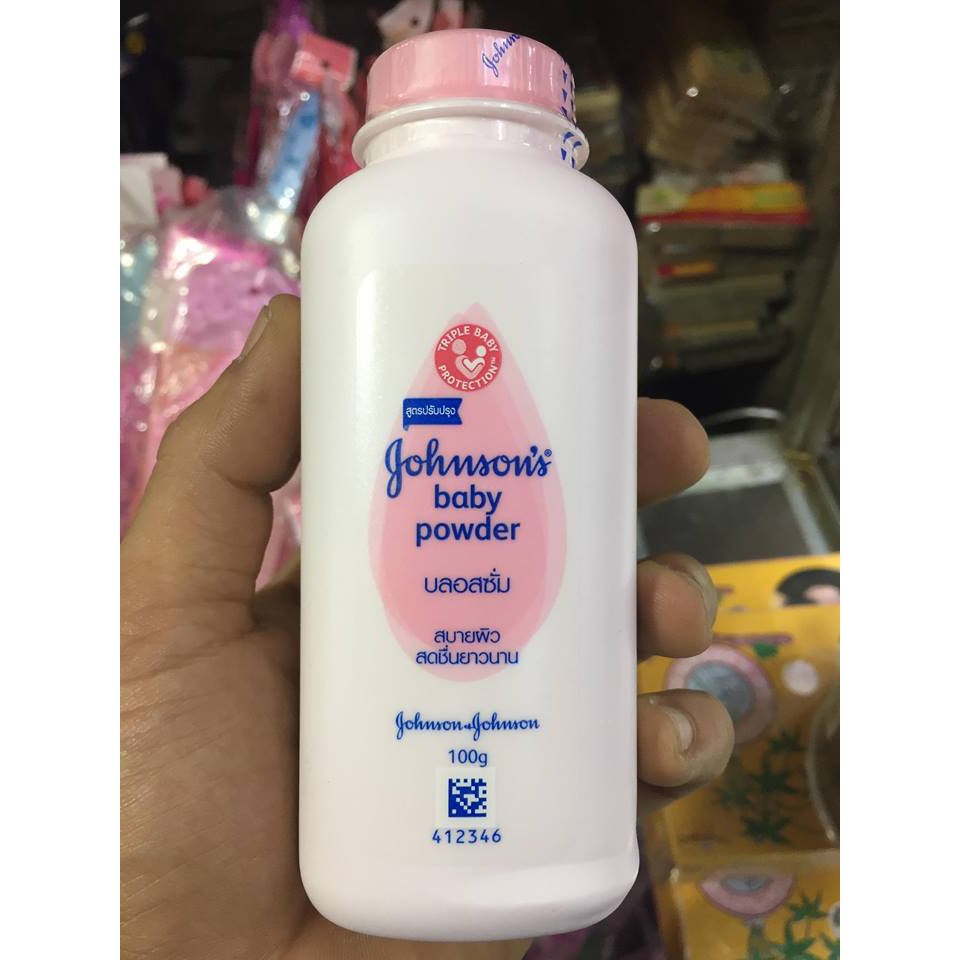 Johnson
TRIPLE BABY
PROTECTION™
สูตรปรับปรุง
Johnson's®
baby
powder
บลอสซั่ม
สบายผิว
สดชื่นยาวนาน
Johnson & Johnson
100g
412346